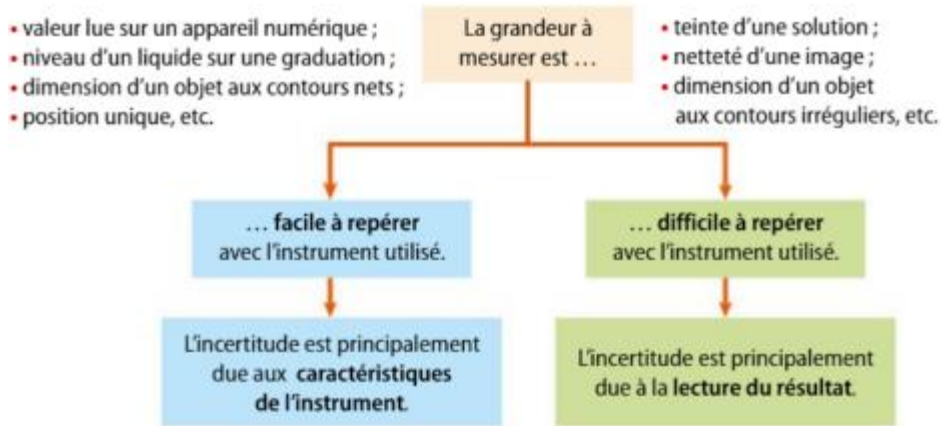 • valeur lue sur un appareil numérique ;
• niveau d'un liquide sur une graduation ;
• dimension d'un objet aux contours nets ;
• position unique, etc.
La grandeur à
mesurer est …
• teinte d'une solution ;
• netteté d'une image ;
• dimension d'un objet
aux contours irréguliers, etc.
… facile à repérer
avec l'instrument utilisé.
… difficile à repérer
avec l'instrument utilisé.
L'incertitude est principalement
due aux caractéristiques
de l'instrument.
L'incertitude est principalement
due à la lecture du résultat.